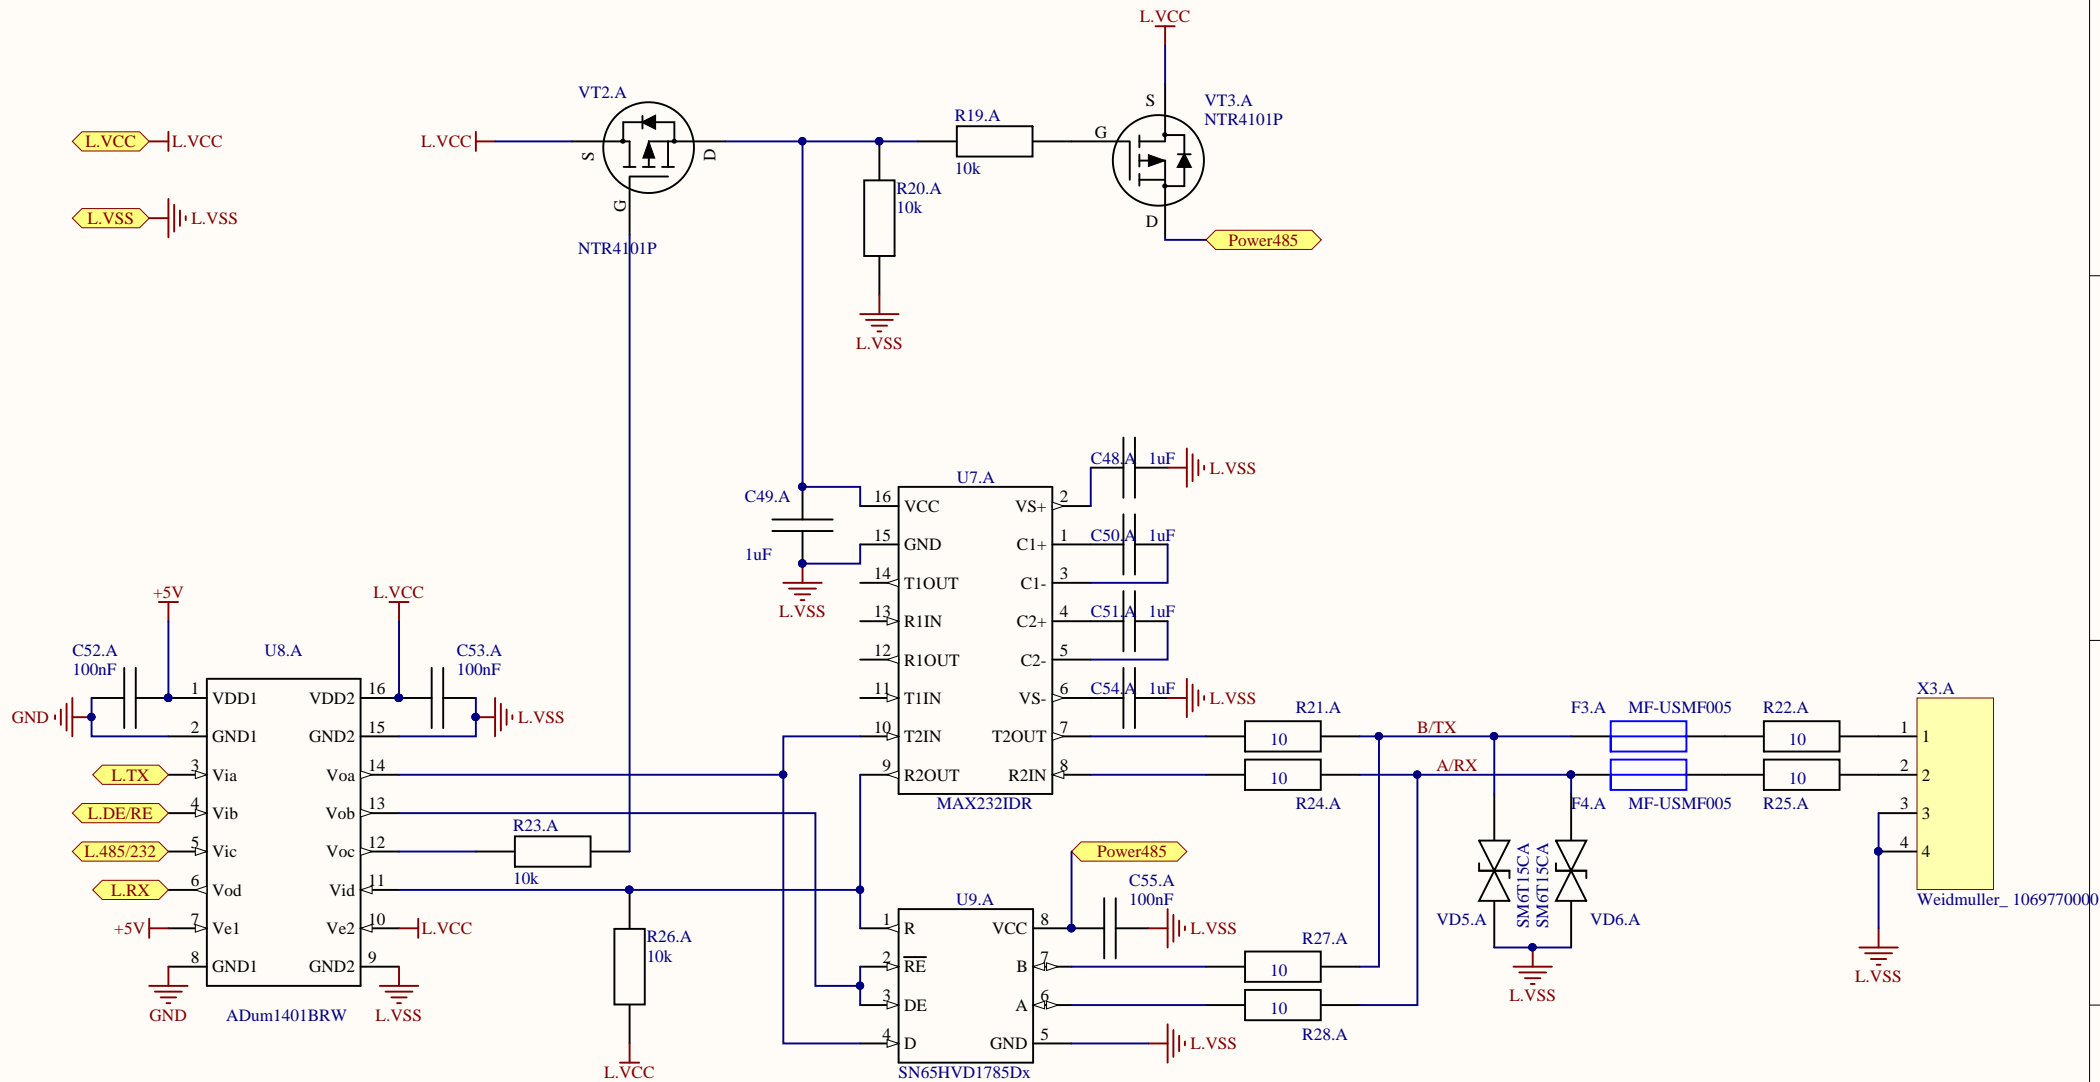 L.VCC
VT2.A
VT3.A
NTR4101P
S
G
D
L.VCC
L.VCC
L.VCC
S
D
G
NTR4101P
R19.A
10k
R20.A
10k
L.VSS
L.VSS
L.VSS
Power485
U7.A
C48.A
1uF
L.VSS
C49.A
1uF
L.VSS
16
VCC
VS+
2
15
GND
C1+
1
C50.A
1uF
14
T1OUT
C1-
3
13
R1IN
C2+
4
C51.A
1uF
12
R1OUT
C2-
5
11
T1IN
VS-
6
C54.A
1uF
L.VSS
10
T2IN
T2OUT
7
9
R2OUT
R2IN
8
MAX232IDR
+5V
L.VCC
C52.A
100nF
U8.A
C53.A
100nF
GND
L.VSS
1
VDD1
VDD2
16
2
GND1
GND2
15
L.TX
3
Via
Voa
14
L.DE/RE
4
Vib
Vob
13
L.485/232
5
Vic
Voc
12
L.RX
6
Vod
Vid
11
+5V
7
Ve1
Ve2
10
L.VCC
8
GND1
GND2
9
GND
ADum1401BRW
L.VSS
R23.A
10k
R26.A
10k
L.VCC
R21.A
10
B/TX
F3.A
MF-USMF005
R22.A
10
10
A/RX
10
R24.A
F4.A
MF-USMF005
R25.A
X3.A
1
1
2
2
3
3
4
4
Weidmuller_ 1069770000
L.VSS
VD5.A
SM6T15CA
SM6T15CA
VD6.A
L.VSS
Power485
C55.A
100nF
L.VSS
U9.A
1
R
VCC
8
2
RE
B
7
3
DE
A
6
4
D
GND
5
L.VSS
SN65HVD1785Dx
R27.A
10
10
R28.A